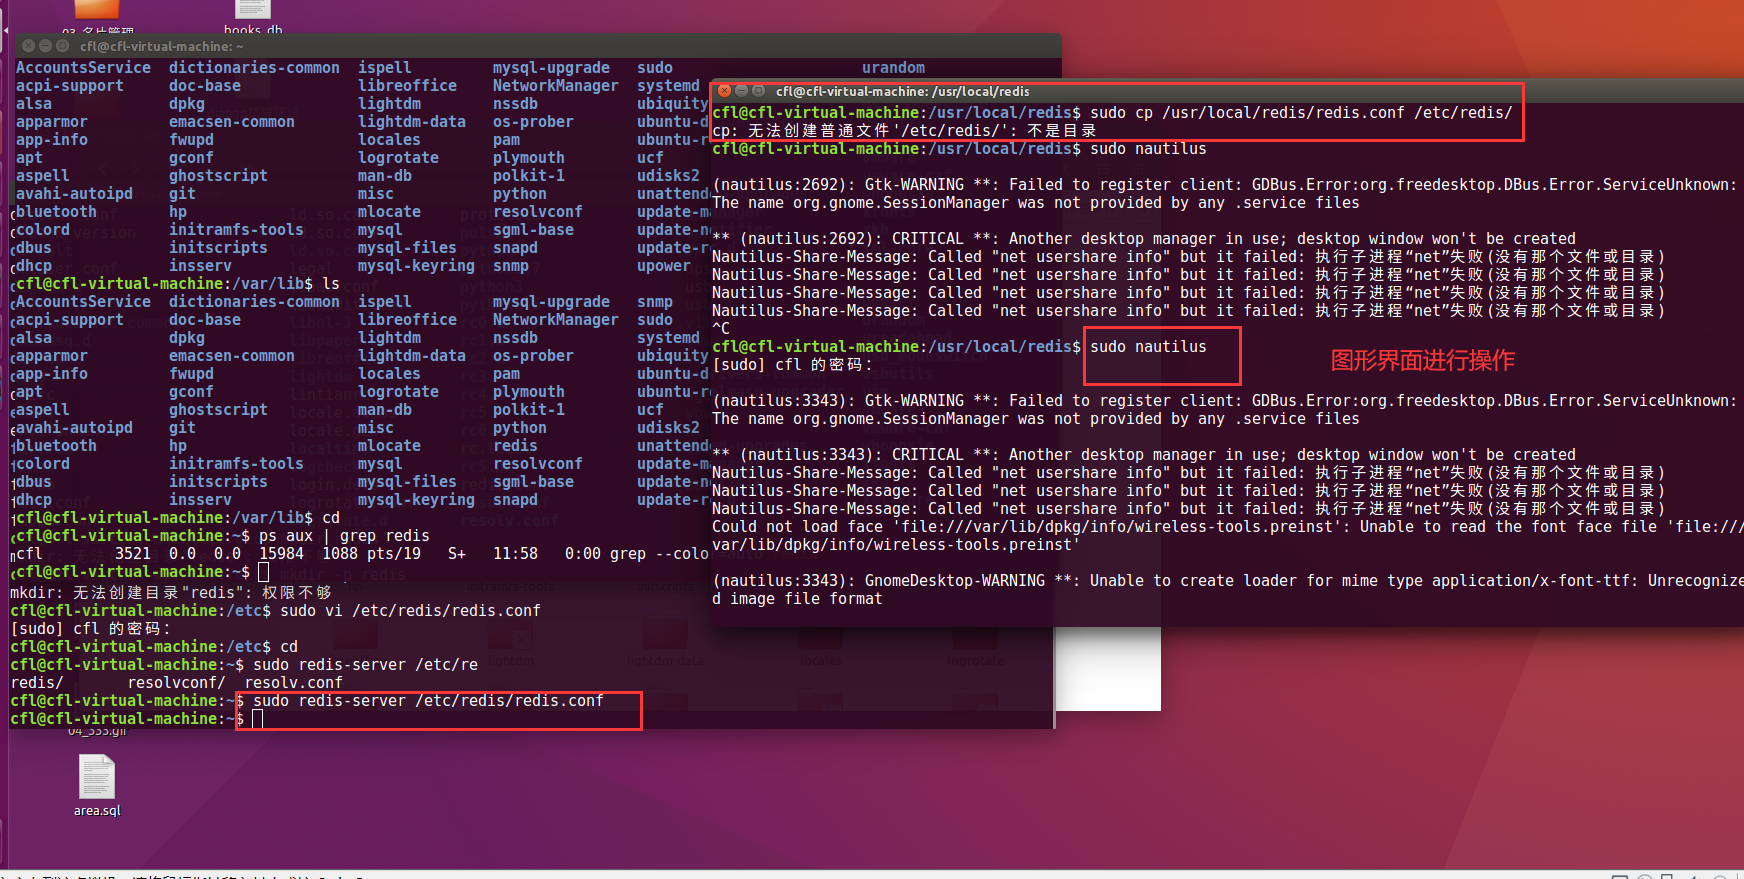 03_名片管理
books_db
cfl@cfl-virtual-machine: ~
AccountsService dictionaries-common ispell mysql-upgrade sudo urandom
acpi-support doc-base libreoffice NetworkManager systemd
alsa dpkg lightdm nssdb ubiquity
apparmor emacsen-common lightdm-data os-prober ubuntu-d
app-info fwupd locales pam ubuntu-r
apt gconf logrotate plymouth ucf
aspell ghostscript man-db polkit-1 udisks2
avahi-autoipd git misc python unattend
bluetooth hp mlocate resolvconf update-m
colord initramfs-tools mysql sgml-base update-n
dbus initscripts mysql-files snapd update-r
dhcp insserv mysql-keyring snmp upower
cfl@cfl-virtual-machine:/var/lib$ ls
AccountsService dictionaries-common ispell mysql-upgrade snmp
acpi-support doc-base libreoffice NetworkManager sudo
alsa dpkg lightdm nssdb systemd
apparmor emacsen-common lightdm-data os-prober ubiquity
app-info fwupd locales pam ubuntu-d
apt gconf logrotate plymouth ubuntu-r
aspell ghostscript man-db polkit-1 ucf
avahi-autoipd git misc python udisks2
bluetooth hp mlocate redis unattend
colord initramfs-tools mysql resolvconf update-m
dbus initscripts mysql-files sgml-base update-n
dhcp insserv mysql-keyring snapd update-r
cfl@cfl-virtual-machine:/var/lib$ cd
cfl@cfl-virtual-machine:~$ ps aux | grep redis
cfl 3521 0.0 0.0 15984 1088 pts/19 S+ 11:58 0:00 grep --colo
cfl@cfl-virtual-machine:~$
mkdir: 无法创建目录"redis": 权限不够
cfl@cfl-virtual-machine:/etc$ sudo vi /etc/redis/redis.conf
[sudo] cfl 的密码：
cfl@cfl-virtual-machine:/etc$ cd
cfl@cfl-virtual-machine:~$ sudo redis-server /etc/re
redis/ resolvconf/ resolv.conf
cfl@cfl-virtual-machine:~$ sudo redis-server /etc/redis/redis.conf
cfl@cfl-virtual-machine:~$
04_333.gif
area.sql
cfl@cfl-virtual-machine: /usr/local/redis
cfl@cfl-virtual-machine:/usr/local/redis$ sudo cp /usr/local/redis/redis.conf /etc/redis/
cp: 无法创建普通文件'/etc/redis/': 不是目录
cfl@cfl-virtual-machine:/usr/local/redis$ sudo nautilus
(nautilus:2692): Gtk-WARNING **: Failed to register client: GDBus.Error:org.freedesktop.DBus.Error.ServiceUnknown:
The name org.gnome.SessionManager was not provided by any .service files
** (nautilus:2692): CRITICAL **: Another desktop manager in use; desktop window won't be created
Nautilus-Share-Message: Called "net usershare info" but it failed: 执行子进程“net”失败(没有那个文件或目录)
Nautilus-Share-Message: Called "net usershare info" but it failed: 执行子进程“net”失败(没有那个文件或目录)
Nautilus-Share-Message: Called "net usershare info" but it failed: 执行子进程“net”失败(没有那个文件或目录)
Nautilus-Share-Message: Called "net usershare info" but it failed: 执行子进程“net”失败(没有那个文件或目录)
^C
cfl@cfl-virtual-machine:/usr/local/redis$ sudo nautilus
[sudo] cfl 的密码：
图形界面进行操作
(nautilus:3343): Gtk-WARNING **: Failed to register client: GDBus.Error:org.freedesktop.DBus.Error.ServiceUnknown:
The name org.gnome.SessionManager was not provided by any .service files
** (nautilus:3343): CRITICAL **: Another desktop manager in use; desktop window won't be created
Nautilus-Share-Message: Called "net usershare info" but it failed: 执行子进程“net”失败(没有那个文件或目录)
Nautilus-Share-Message: Called "net usershare info" but it failed: 执行子进程“net”失败(没有那个文件或目录)
Nautilus-Share-Message: Called "net usershare info" but it failed: 执行子进程“net”失败(没有那个文件或目录)
Could not load face 'file:///var/lib/dpkg/info/wireless-tools.preinst': Unable to read the font face file 'file:///
var/lib/dpkg/info/wireless-tools.preinst'
(nautilus:3343): GnomeDesktop-WARNING **: Unable to create loader for mime type application/x-font-ttf: Unrecognize
d image file format